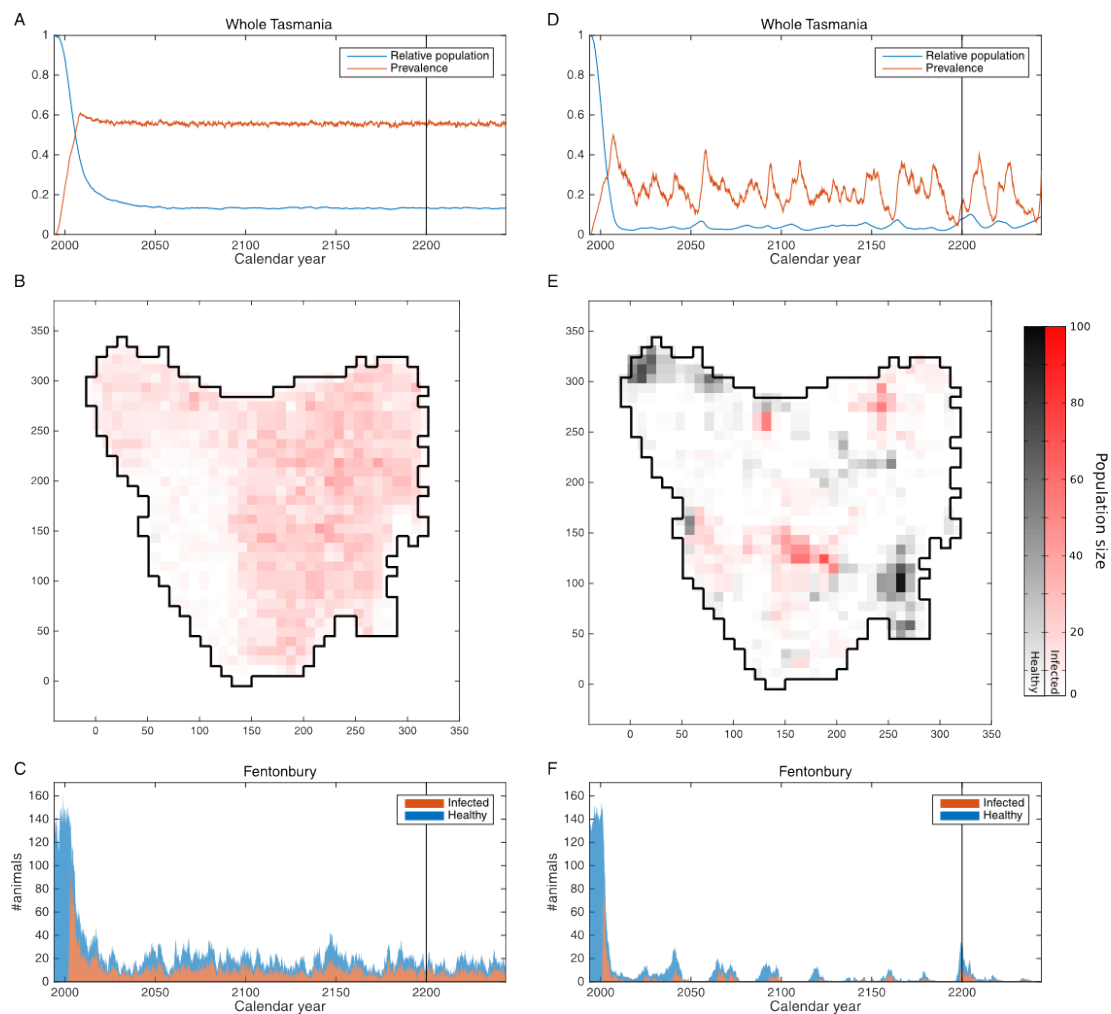 A
Whole Tasmania
1
0.8
0.6
0.4
0.2
0
Relative population
Prevalence
2000 2050 2100 2150 2200
Calendar year
B
350
300
250
200
150
100
50
0
0 50 100 150 200 250 300 350
C
Fentonbury
160
140
120
100
80
60
40
20
0
#animals
Infected
Healthy
2000 2050 2100 2150 2200
Calendar year
D
Whole Tasmania
1
0.8
0.6
0.4
0.2
0
Relative population
Prevalence
2000 2050 2100 2150 2200
Calendar year
E
350
300
250
200
150
100
50
0
0 50 100 150 200 250 300 350
100
80
60
40
20
0
Healthy
Infected
Population size
F
Fentonbury
160
140
120
100
80
60
40
20
0
#animals
Infected
Healthy
2000 2050 2100 2150 2200
Calendar year